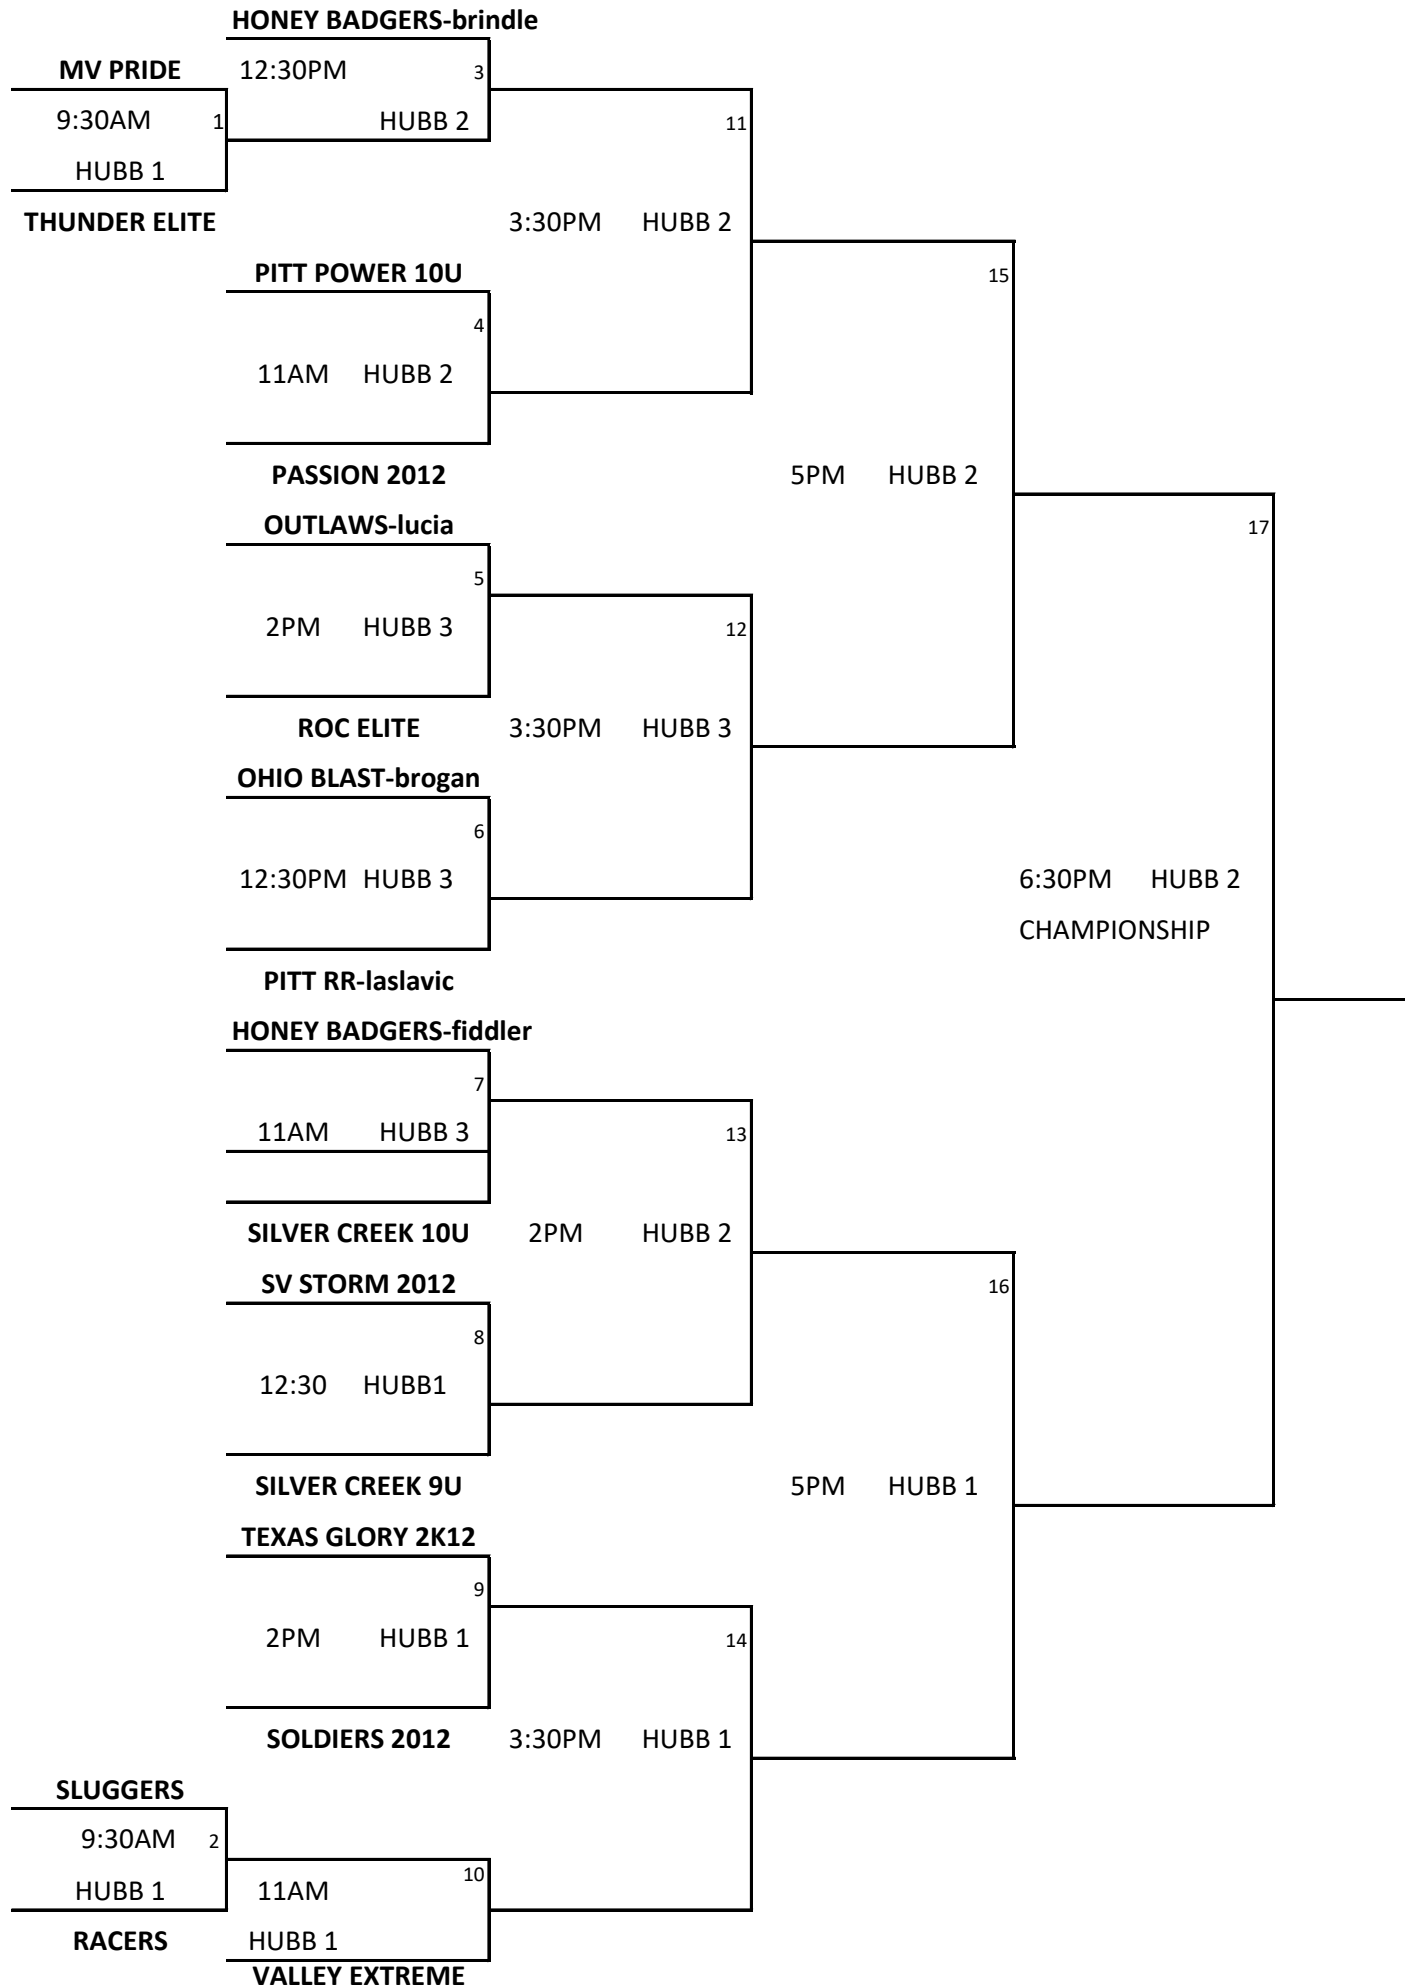 HONEY BADGERS-brindle
MV PRIDE 12:30PM 3
9:30AM 1 HUBB 2 11
HUBB 1
THUNDER ELITE 3:30PM HUBB 2
PITT POWER 10U 15
4
11AM HUBB 2
PASSION 2012 5PM HUBB 2
OUTLAWS-lucia 17
5
2PM HUBB 3 12
ROC ELITE 3:30PM HUBB 3
OHIO BLAST-brogan
6
12:30PM HUBB 3 6:30PM HUBB 2
CHAMPIONSHIP
PITT RR-laslavic
HONEY BADGERS-fiddler
7
11AM HUBB 3 13
SILVER CREEK 10U 2PM HUBB 2
SV STORM 2012 16
8
12:30 HUBB1
SILVER CREEK 9U 5PM HUBB 1
TEXAS GLORY 2K12
9
2PM HUBB 1 14
SOLDIERS 2012 3:30PM HUBB 1
SLUGGERS
9:30AM 2
HUBB 1 11AM 10
RACERS HUBB 1
VALLEY EXTREME